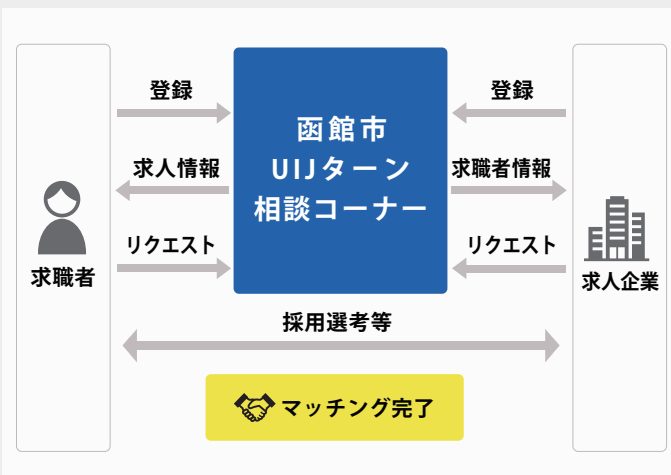 登録
登録
函館市
UIJターン
相談コーナー
求人情報
求職者情報
リクエスト
リクエスト
求職者
求人企業
採用選考等
マッチング完了